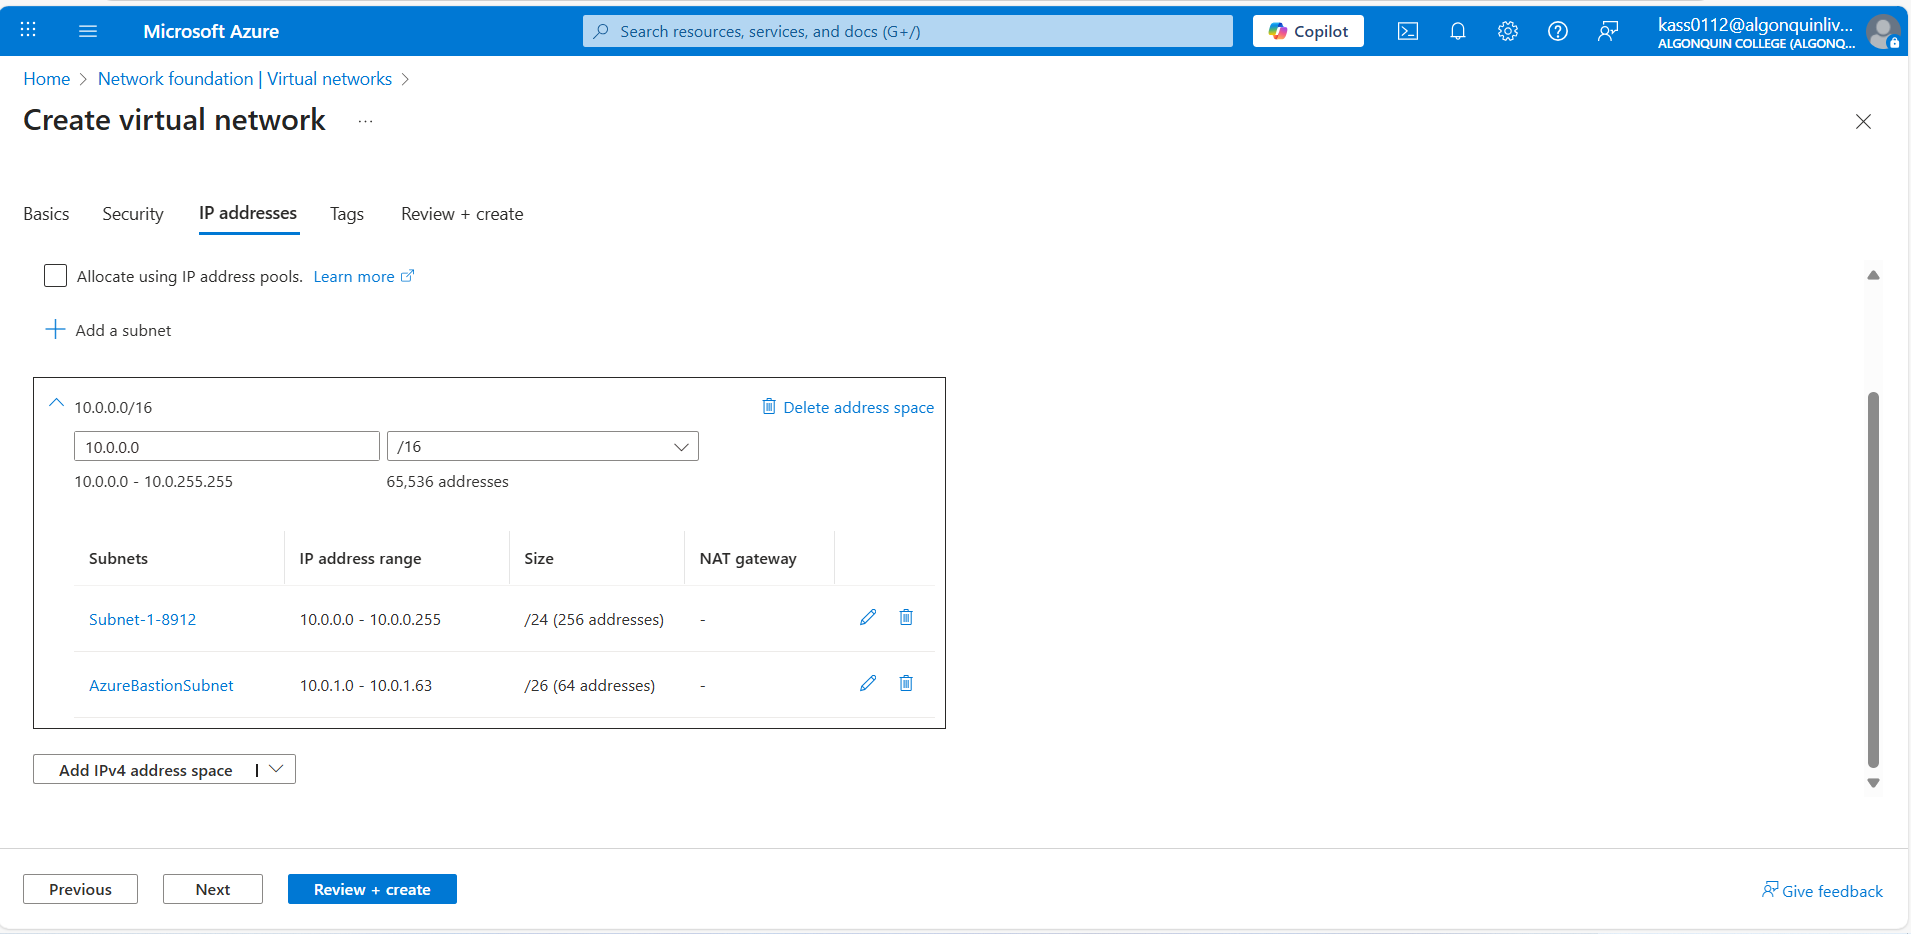 Microsoft Azure
Search resources, services, and docs (G+/)
Copilot
kass0112@algonquinliv...
ALGONQUIN COLLEGE (ALGONQ...
Home > Network foundation | Virtual networks >
Create virtual network ...
Basics Security IP addresses Tags Review + create
Allocate using IP address pools. Learn more
Add a subnet
10.0.0.0/16 Delete address space
10.0.0.0 /16
10.0.0.0 - 10.0.255.255 65,536 addresses
Subnets IP address range Size NAT gateway
Subnet-1-8912 10.0.0.0 - 10.0.0.255 /24 (256 addresses) -
AzureBastionSubnet 10.0.1.0 - 10.0.1.63 /26 (64 addresses) -
Add IPv4 address space |
Previous Next Review + create Give feedback